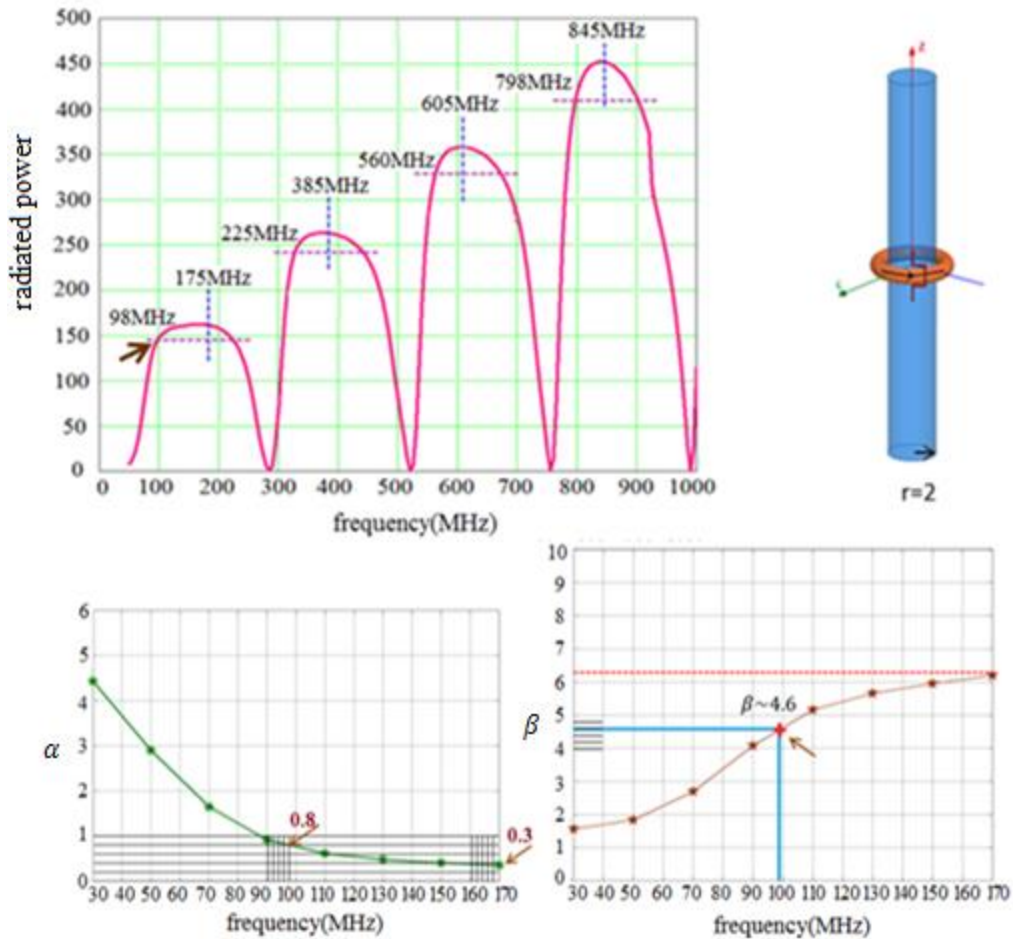 radiated power
500
450
400
350
300
250
200
150
100
50
0
98MHz
175MHz
225MHz
385MHz
560MHz
605MHz
798MHz
845MHz
0 100 200 300 400 500 600 700 800 900 1000
frequency(MHz)
z
r=2
α
6
5
4
3
2
1
0
0.8
0.3
30 40 50 60 70 80 90 100 110 120 130 140 150 160 170
frequency(MHz)
β
10
9
8
7
6
5
4
3
2
1
0
β~4.6
30 40 50 60 70 80 90 100 110 120 130 140 150 160 170
frequency(MHz)